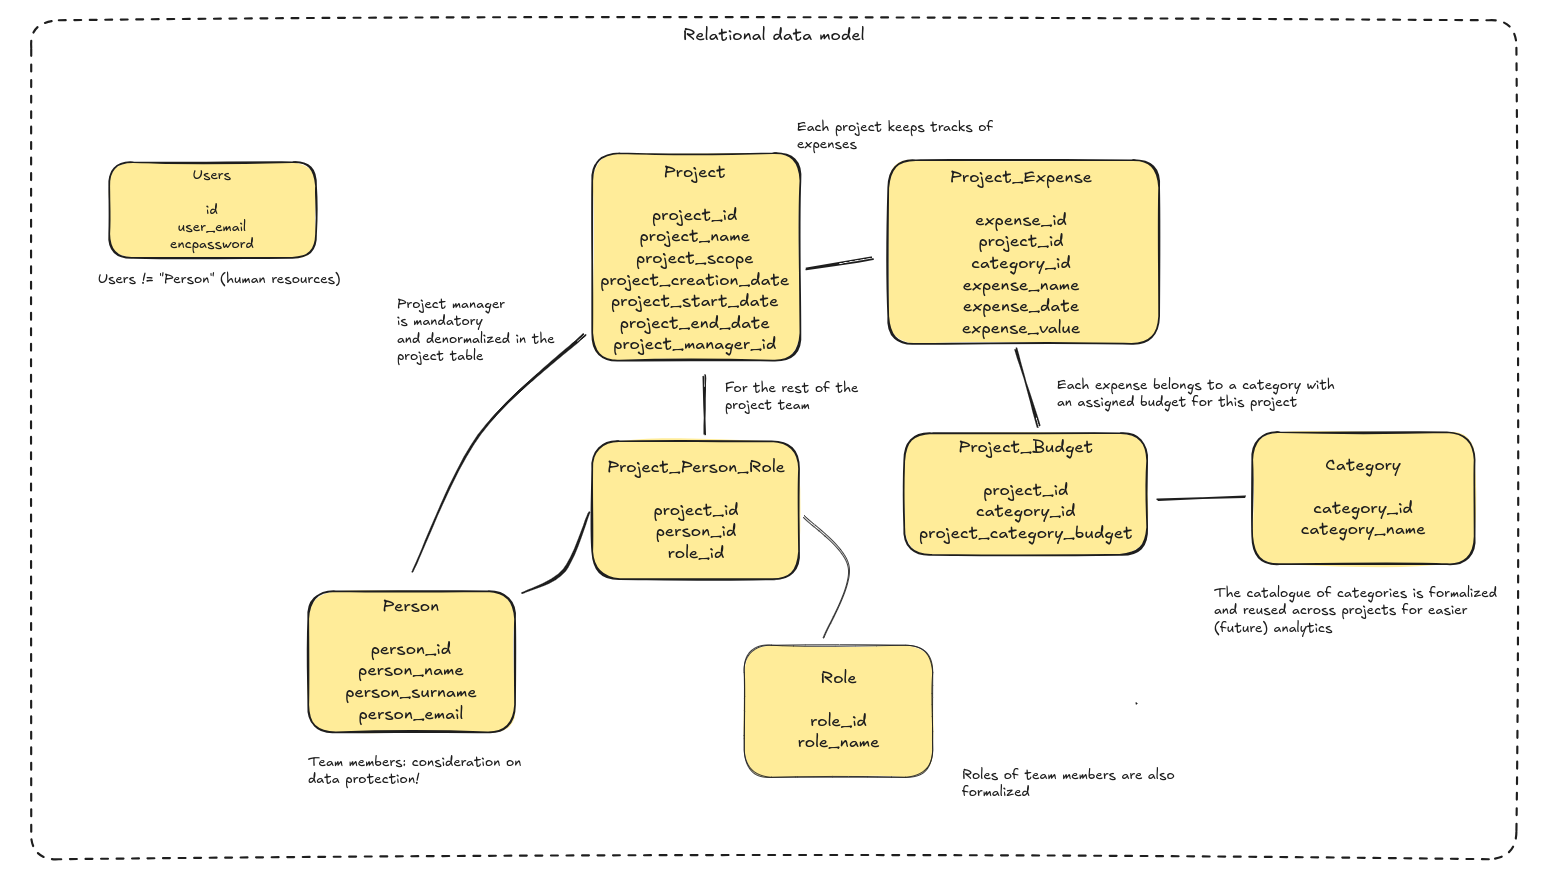 Relational data model
Users
id
user_email
encpassword
Users != "Person" (human resources)
Project manager
is mandatory
and denormalized in the
project table
Project
project_id
project_name
project_scope
project_creation_date
project_start_date
project_end_date
project_manager_id
Each project keeps tracks of
expenses
Project_Expense
expense_id
project_id
category_id
expense_name
expense_date
expense_value
For the rest of the
project team
Each expense belongs to a category with
an assigned budget for this project
Project_Person_Role
project_id
person_id
role_id
Project_Budget
project_id
category_id
project_category_budget
Category
category_id
category_name
The catalogue of categories is formalized
and reused across projects for easier
(future) analytics
Person
person_id
person_name
person_surname
person_email
Team members: consideration on
data protection!
Role
role_id
role_name
Roles of team members are also
formalized